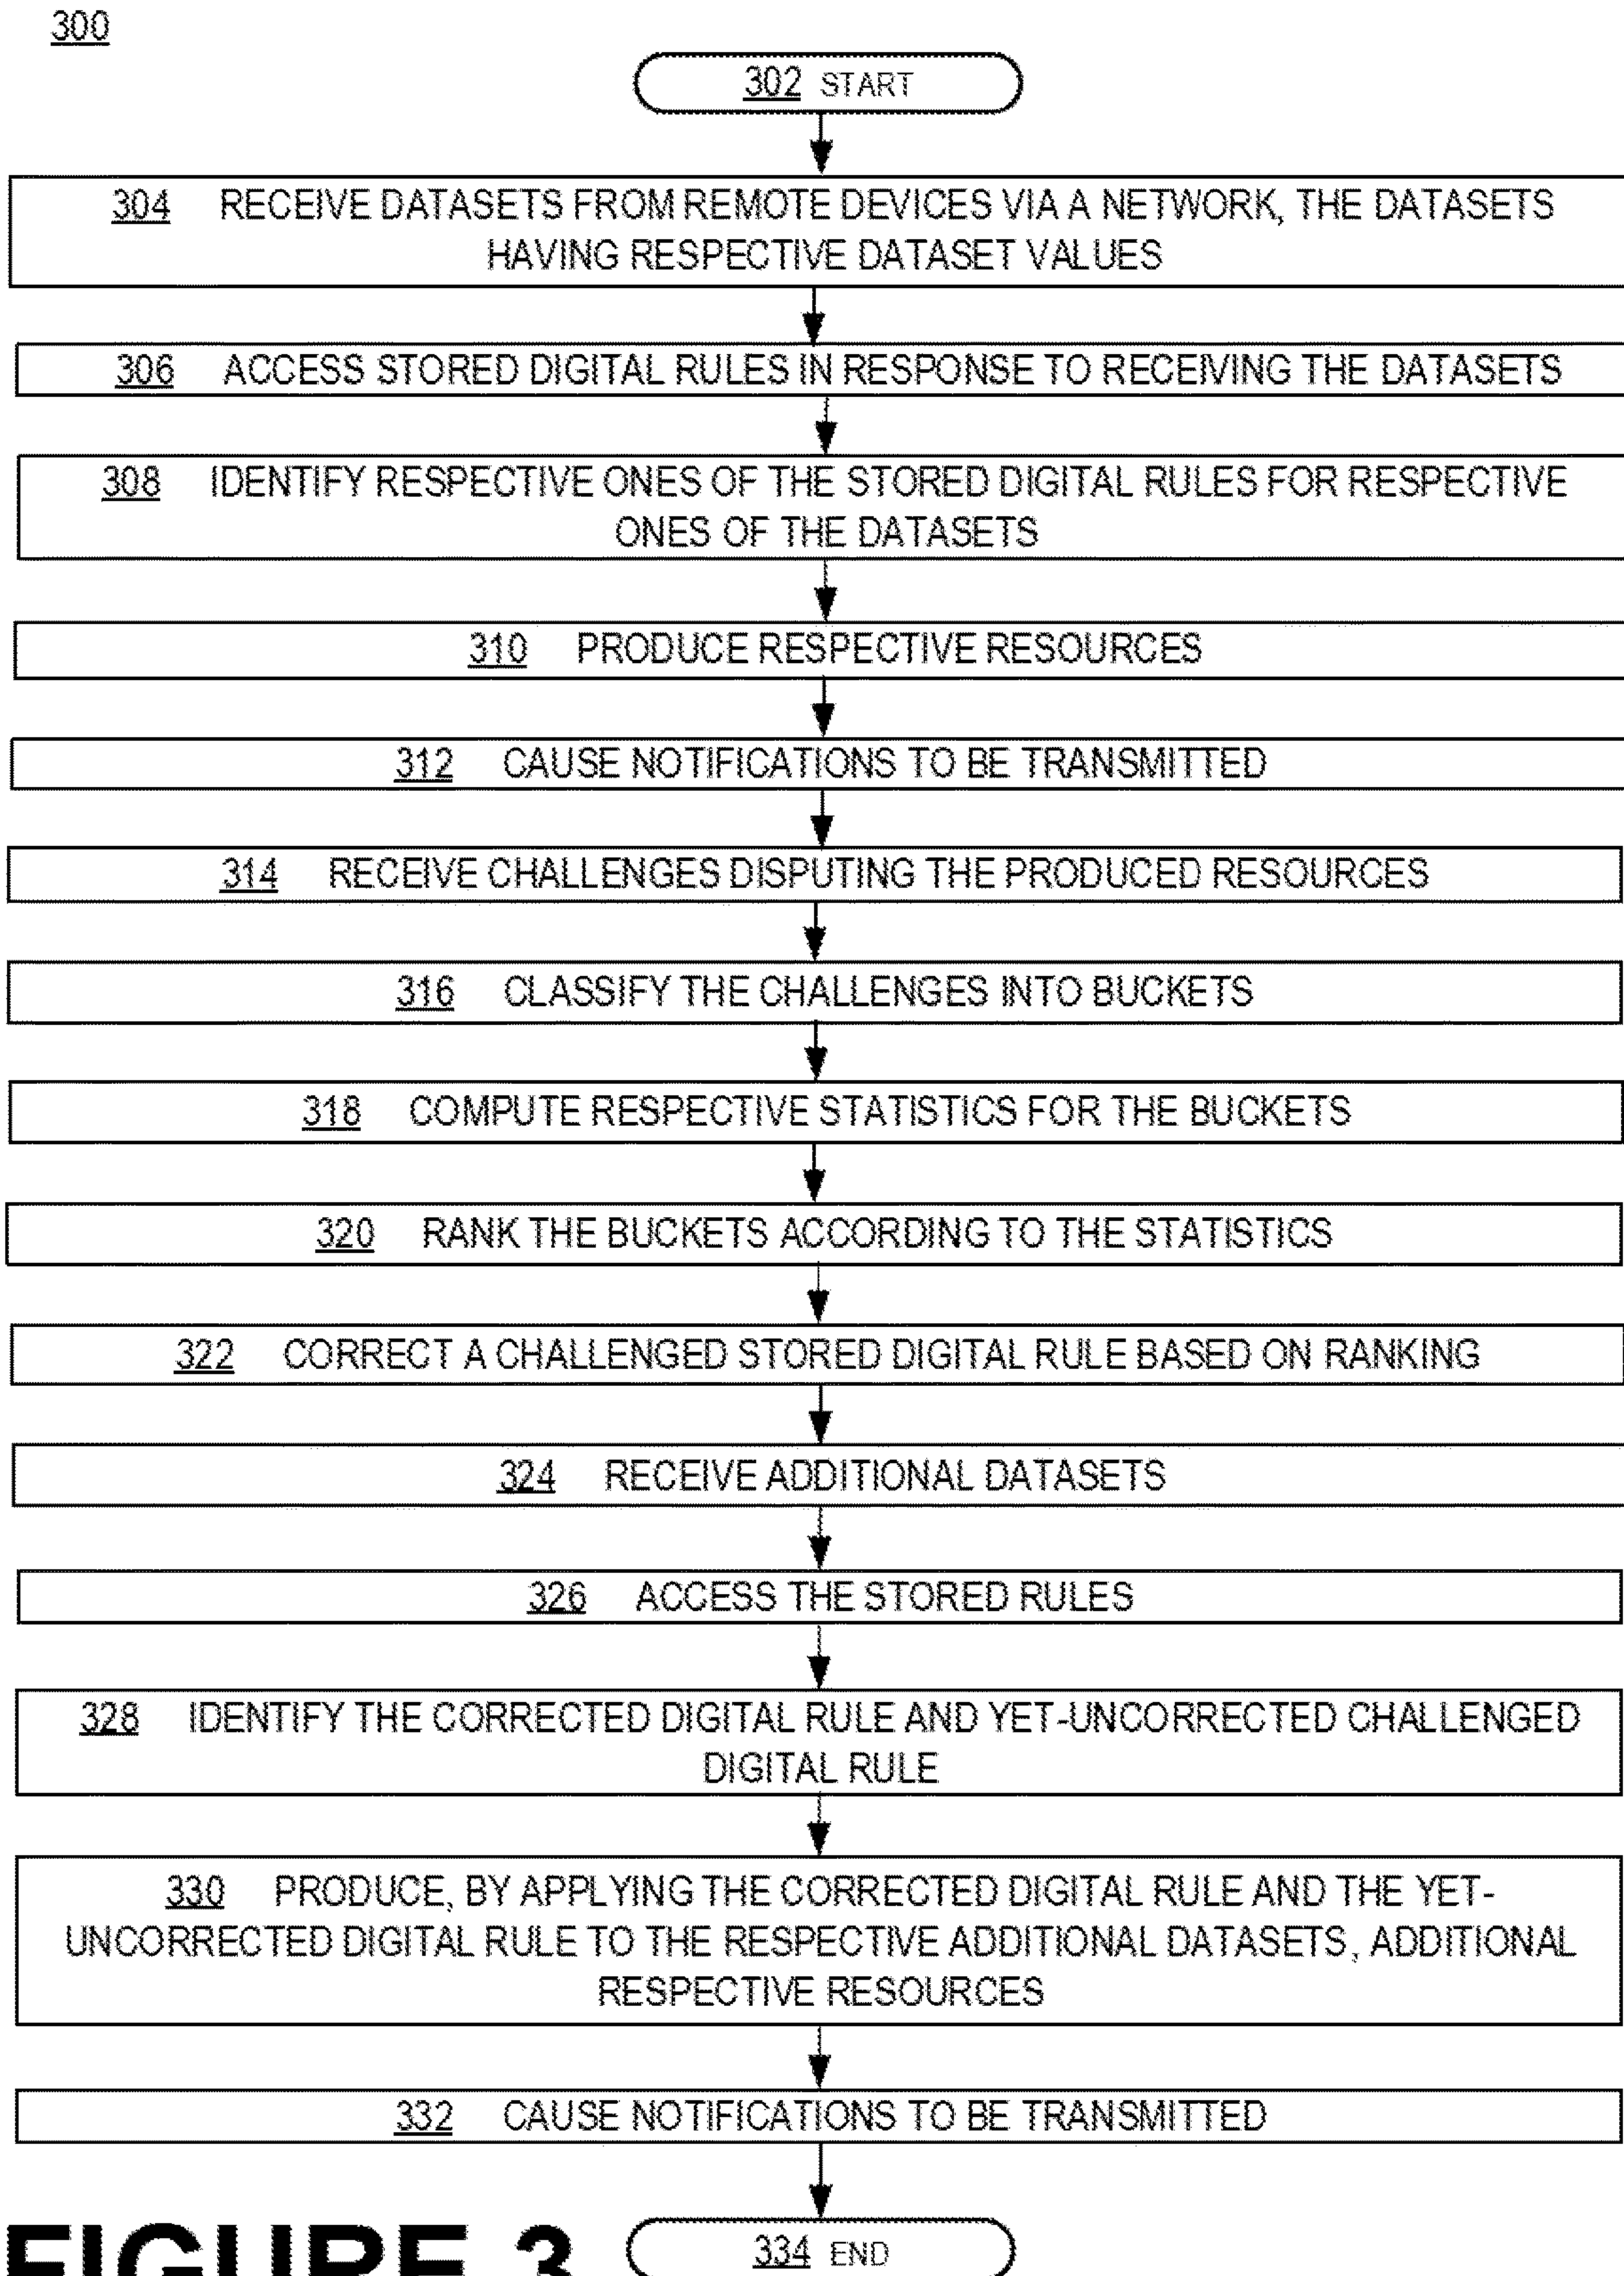 300
302 START
304 RECEIVE DATASETS FROM REMOTE DEVICES VIA A NETWORK, THE DATASETS
HAVING RESPECTIVE DATASET VALUES
306 ACCESS STORED DIGITAL RULES IN RESPONSE TO RECEIVING THE DATASETS
308 IDENTIFY RESPECTIVE ONES OF THE STORED DIGITAL RULES FOR RESPECTIVE
ONES OF THE DATASETS
310 PRODUCE RESPECTIVE RESOURCES
312 CAUSE NOTIFICATIONS TO BE TRANSMITTED
314 RECEIVE CHALLENGES DISPUTING THE PRODUCED RESOURCES
316 CLASSIFY THE CHALLENGES INTO BUCKETS
318 COMPUTE RESPECTIVE STATISTICS FOR THE BUCKETS
320 RANK THE BUCKETS ACCORDING TO THE STATISTICS
322 CORRECT A CHALLENGED STORED DIGITAL RULE BASED ON RANKING
324 RECEIVE ADDITIONAL DATASETS
326 ACCESS THE STORED RULES
328 IDENTIFY THE CORRECTED DIGITAL RULE AND YET-UNCORRECTED CHALLENGED
DIGITAL RULE
330 PRODUCE, BY APPLYING THE CORRECTED DIGITAL RULE AND THE YET-
UNCORRECTED DIGITAL RULE TO THE RESPECTIVE ADDITIONAL DATASETS, ADDITIONAL
RESPECTIVE RESOURCES
332 CAUSE NOTIFICATIONS TO BE TRANSMITTED
334 END
FIGURE 3